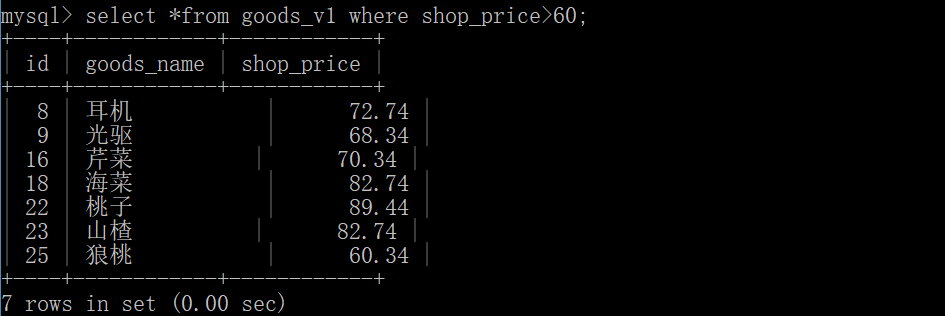 mysql> select *from goods_v1 where shop_price>60;
+----+------------+------------+
| id | goods_name | shop_price |
+----+------------+------------+
|  8 | 耳机           |      72.74 |
|  9 | 光驱           |      68.34 |
| 16 | 芹菜          |      70.34 |
| 18 | 海菜           |      82.74 |
| 22 | 桃子           |      89.44 |
| 23 | 山楂          |      82.74 |
| 25 | 狼桃           |      60.34 |
+----+------------+------------+
7 rows in set (0.00 sec)